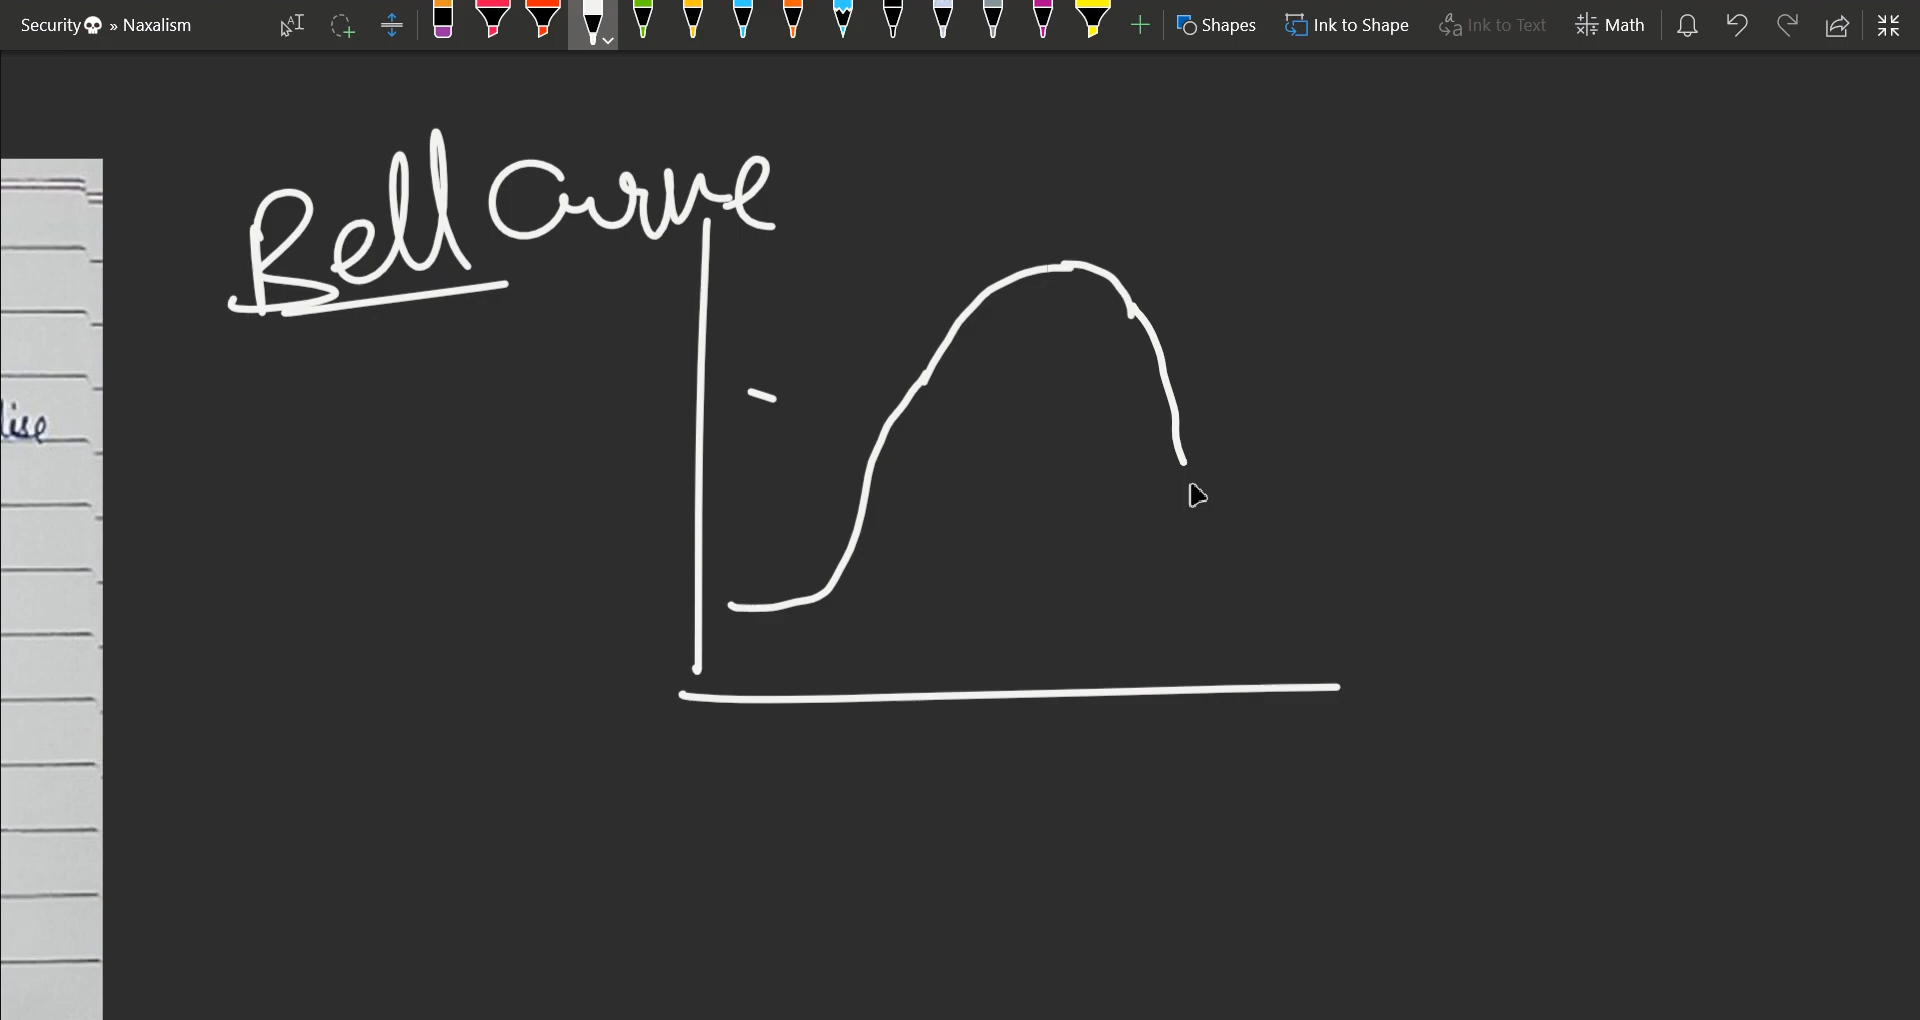 Security💀 » Naxalism
Shapes
Ink to Shape
Ink to Text
Math
Bell Curve
lise